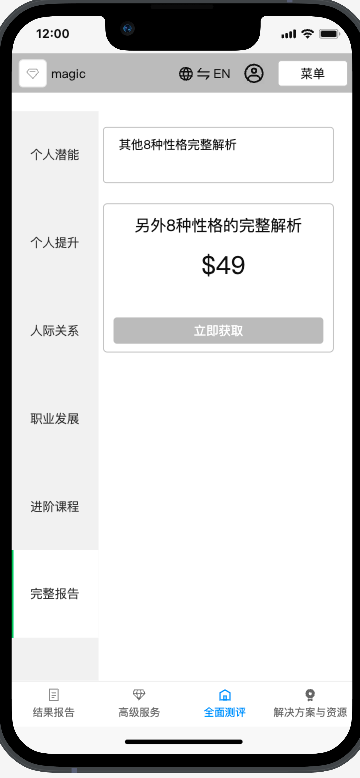 12:00
magic
EN
菜单
个人潜能
其他8种性格完整解析
个人提升
另外8种性格的完整解析
$49
立即获取
人际关系
职业发展
进阶课程
完整报告
结果报告
高级服务
全面测评
解决方案与资源